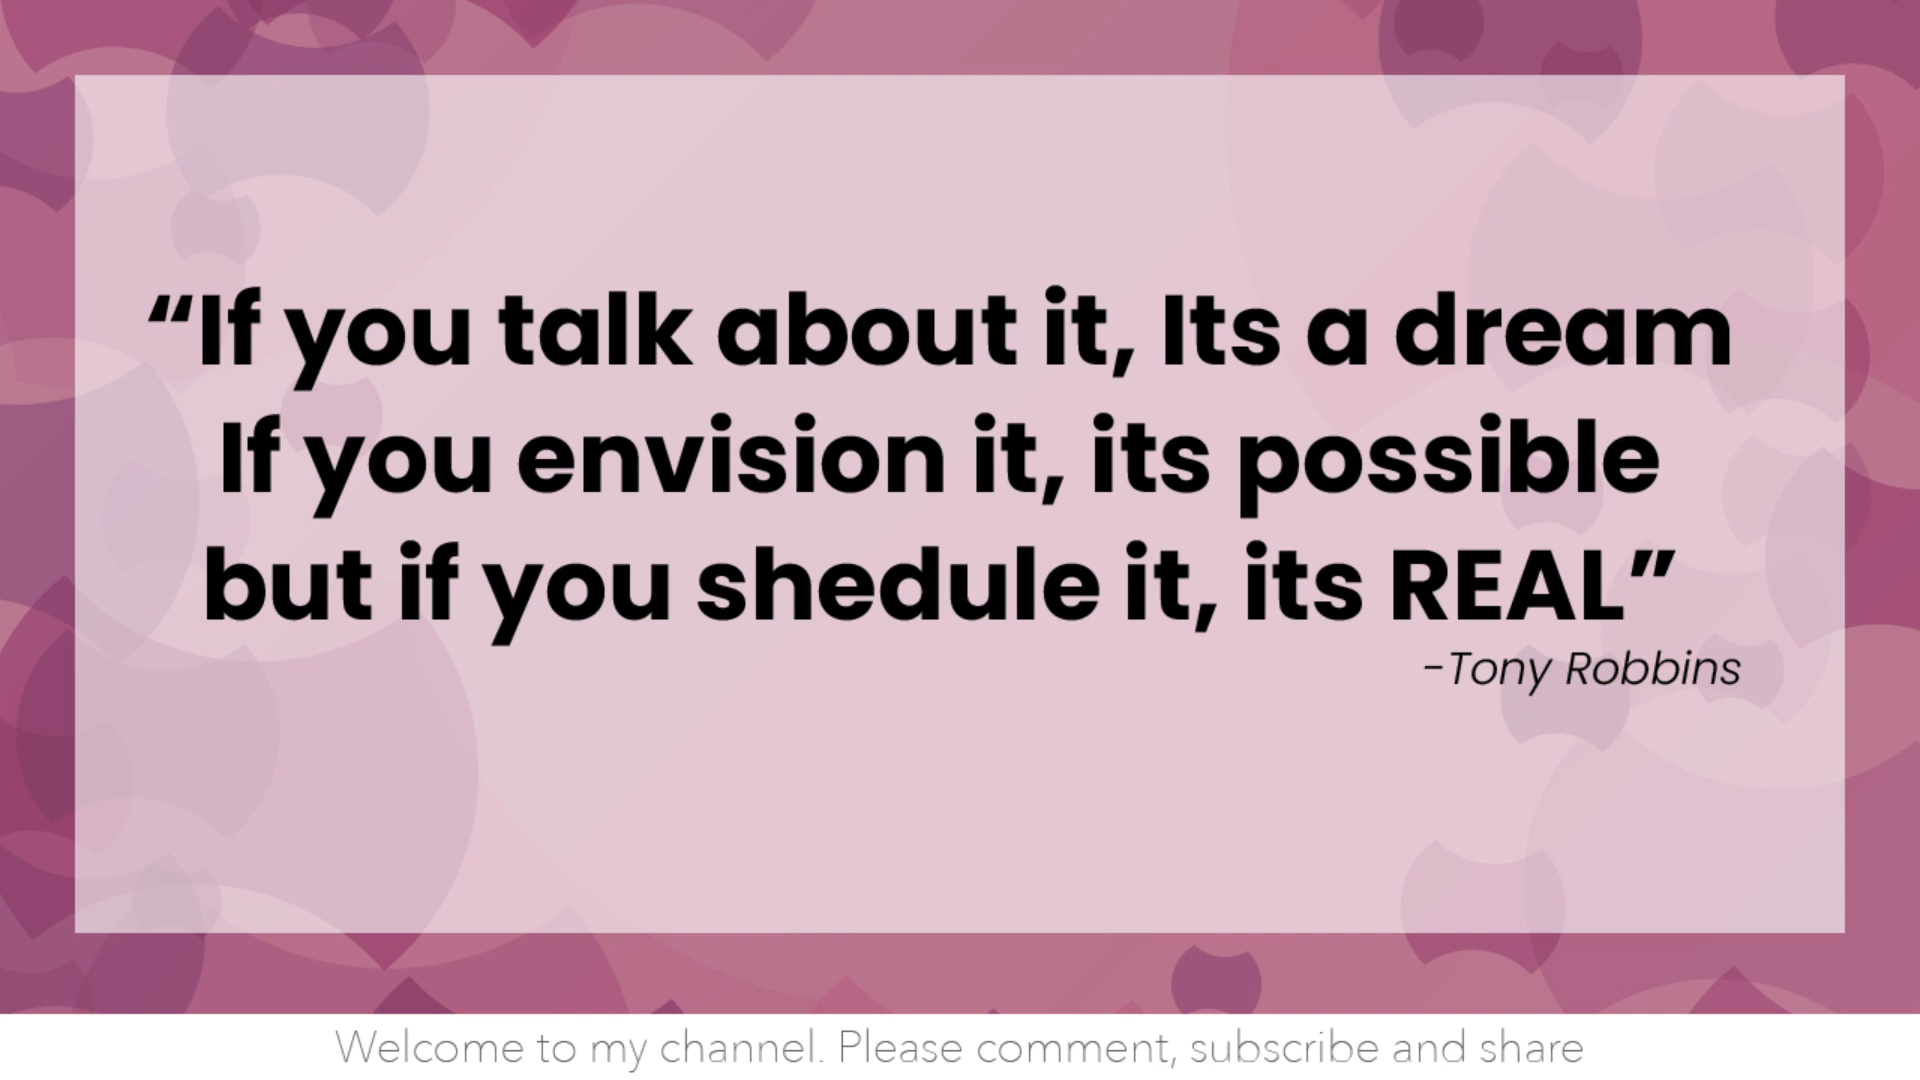 “If you talk about it, Its a dream
If you envision it, its possible
but if you shedule it, its REAL”
-Tony Robbins
Welcome to my channel. Please comment, subscribe and share